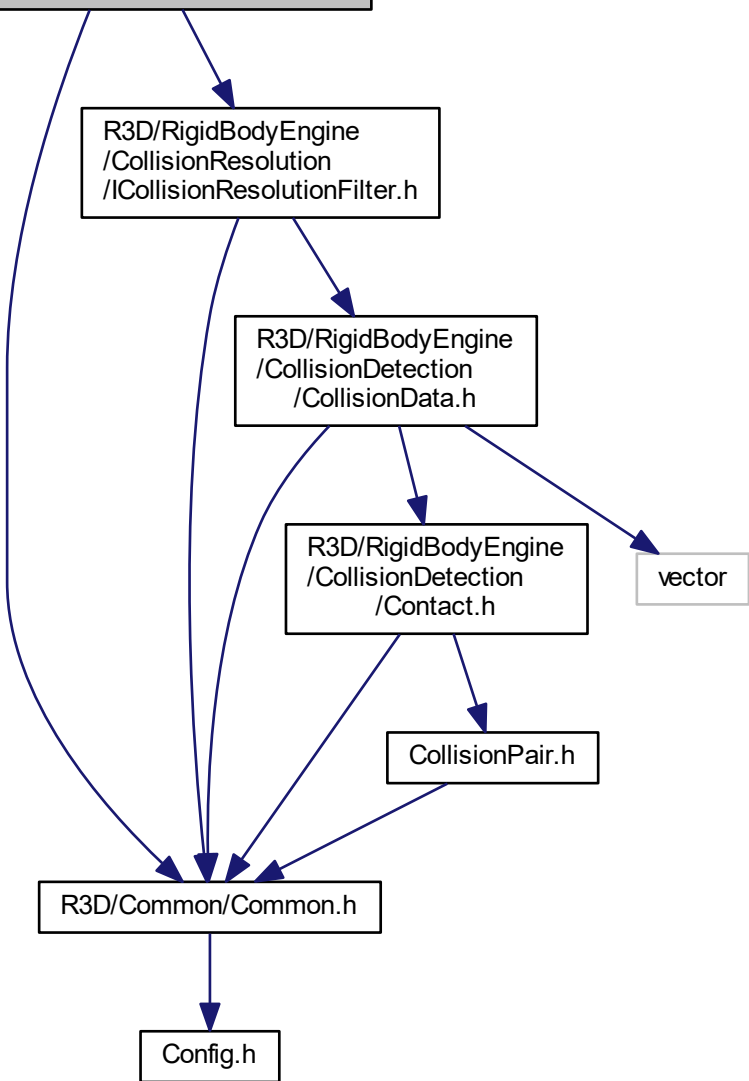 R3D/RigidBodyEngine
/CollisionResolution
/ICollisionResolutionFilter.h
R3D/RigidBodyEngine
/CollisionDetection
/CollisionData.h
R3D/RigidBodyEngine
/CollisionDetection
/Contact.h
vector
CollisionPair.h
R3D/Common/Common.h
Config.h